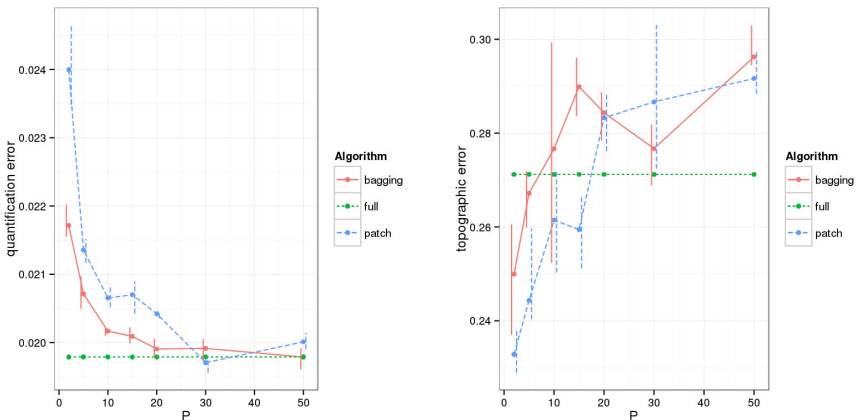 quantification error
0.024
0.023
0.022
0.021
0.020
0 10 20 30 40 50
P
Algorithm
bagging
full
patch
topographic error
0.30
0.28
0.26
0.24
0 10 20 30 40 50
P
Algorithm
bagging
full
patch